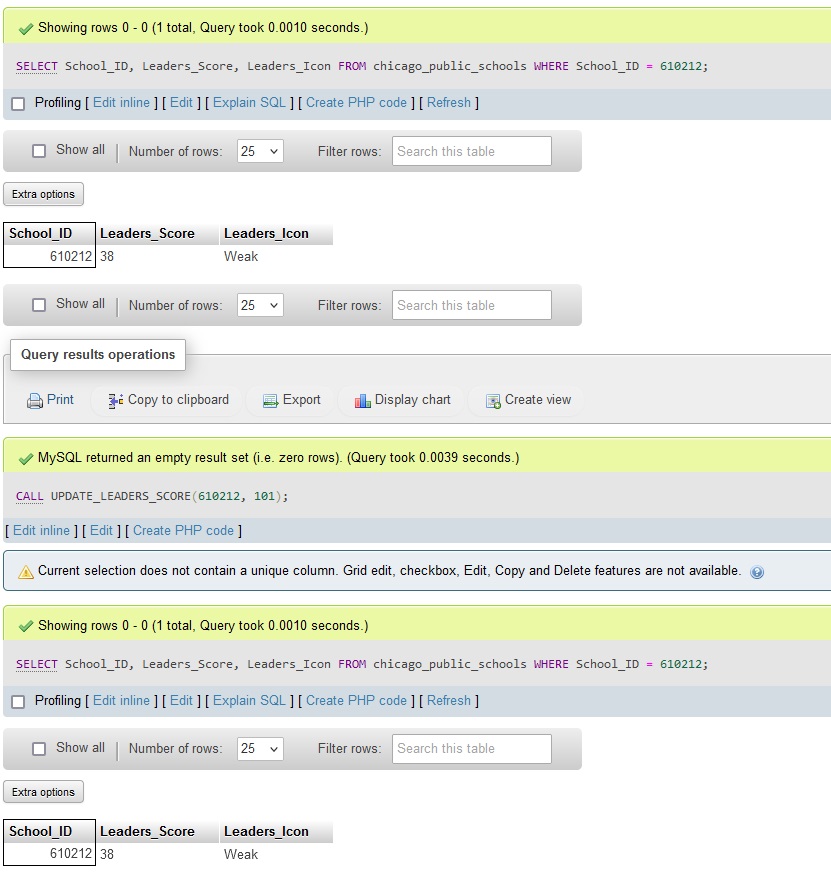 Showing rows 0 - 0 (1 total, Query took 0.0010 seconds.)
SELECT School_ID, Leaders_Score, Leaders_Icon FROM chicago_public_schools WHERE School_ID = 610212;
Profiling [ Edit inline ] [ Edit ] [ Explain SQL ] [ Create PHP code ] [ Refresh ]
Show all | Number of rows: 25 Filter rows: Search this table
Extra options
School_ID Leaders_Score Leaders_Icon
610212 38 Weak
Show all | Number of rows: 25 Filter rows: Search this table
Query results operations
Print Copy to clipboard Export Display chart Create view
MySQL returned an empty result set (i.e. zero rows). (Query took 0.0039 seconds.)
CALL UPDATE_LEADERS_SCORE(610212, 101);
[ Edit inline ] [ Edit ] [ Create PHP code ]
Current selection does not contain a unique column. Grid edit, checkbox, Edit, Copy and Delete features are not available.
Showing rows 0 - 0 (1 total, Query took 0.0010 seconds.)
SELECT School_ID, Leaders_Score, Leaders_Icon FROM chicago_public_schools WHERE School_ID = 610212;
Profiling [ Edit inline ] [ Edit ] [ Explain SQL ] [ Create PHP code ] [ Refresh ]
Show all | Number of rows: 25 Filter rows: Search this table
Extra options
School_ID Leaders_Score Leaders_Icon
610212 38 Weak